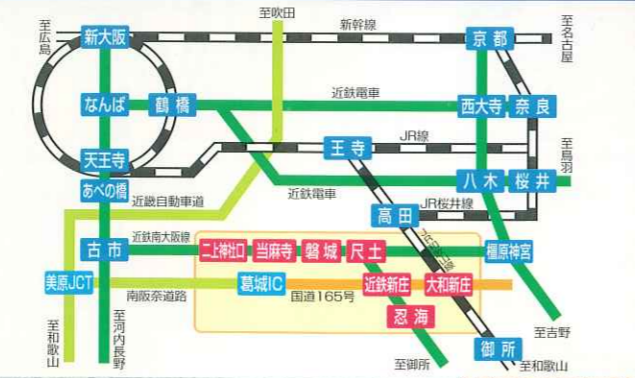 至吹田
至広島
新大阪
新幹線
京都
至名古屋
なんば
鶴橋
近鉄電車
西大寺
奈良
天王寺
王寺
JR線
至鳥羽
あべの橋
近畿自動車道
近鉄電車
八木
桜井
高田
JR桜井線
古市
近鉄南大阪線
二上神社口
当麻寺
磐城
尺土
橿原神宮
美原JCT
南阪奈道路
葛城IC
国道165号
近鉄新庄
大和新庄
忍海
至和歌山
至河内長野
至御所
御所
至和歌山
至吉野